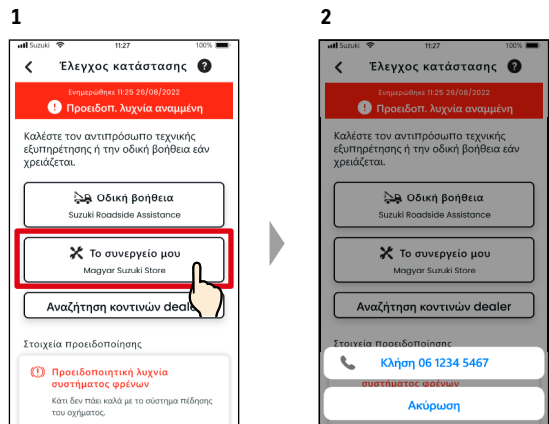 1
Suzuki 11:27 100%
Έλεγχος κατάστασης ?
Ενημερώθηκε 11:25 26/08/2022
! Προειδοπ. λυχνία αναμμένη
Καλέστε τον αντιπρόσωπο τεχνικής
εξυπηρέτησης ή την οδική βοήθεια εάν
χρειάζεται.
Οδική βοήθεια
Suzuki Roadside Assistance
Το συνεργείο μου
Magyar Suzuki Store
Αναζήτηση κοντινών deale
Στοιχεία προειδοποίησης
Προειδοποιητική λυχνία
συστήματος φρένων
Κάτι δεν πάει καλά με το σύστημα πέδησης
του οχήματος.
2
Suzuki 11:27 100%
Έλεγχος κατάστασης ?
Ενημερώθηκε 11:25 26/08/2022
! Προειδοπ. λυχνία αναμμένη
Καλέστε τον αντιπρόσωπο τεχνικής
εξυπηρέτησης ή την οδική βοήθεια εάν
χρειάζεται.
Οδική βοήθεια
Suzuki Roadside Assistance
Το συνεργείο μου
Magyar Suzuki Store
Αναζήτηση κοντινών dealer
Στοιχεία προειδοποίησης
Κλήση 06 1234 5467
συστήματος φρένων
Ακύρωση